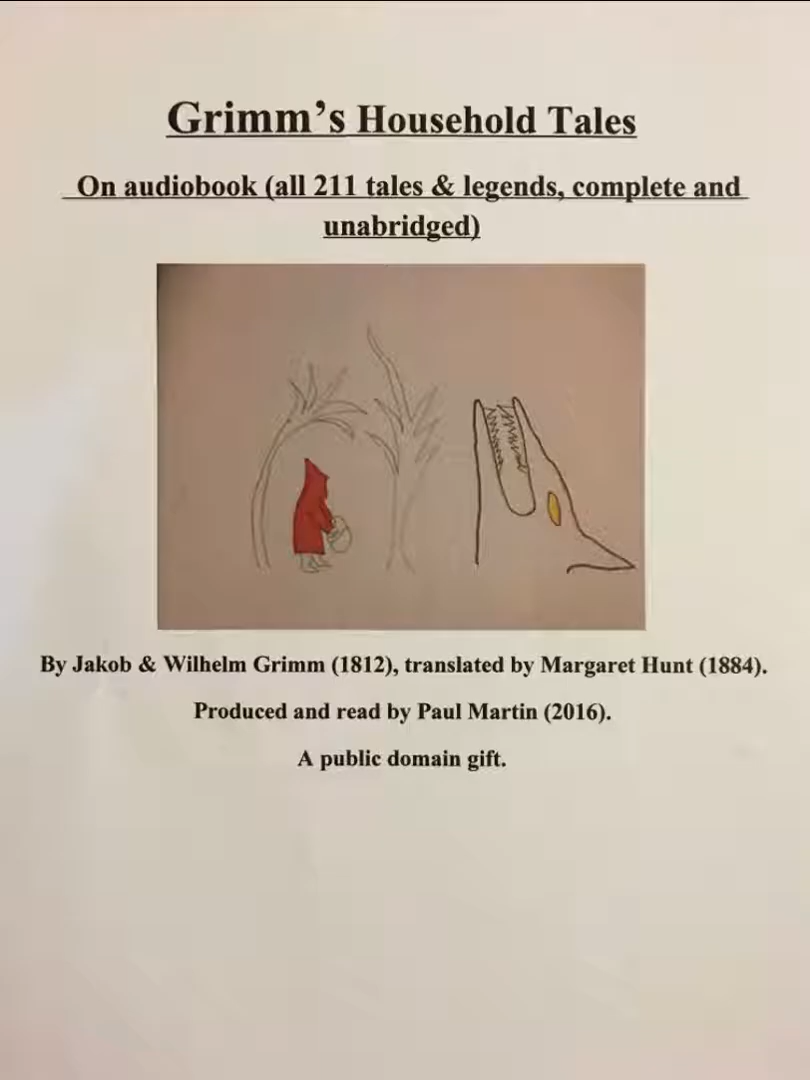 Grimm’s Household Tales
On audiobook (all 211 tales & legends, complete and
unabridged)
By Jakob & Wilhelm Grimm (1812), translated by Margaret Hunt (1884).
Produced and read by Paul Martin (2016).
A public domain gift.